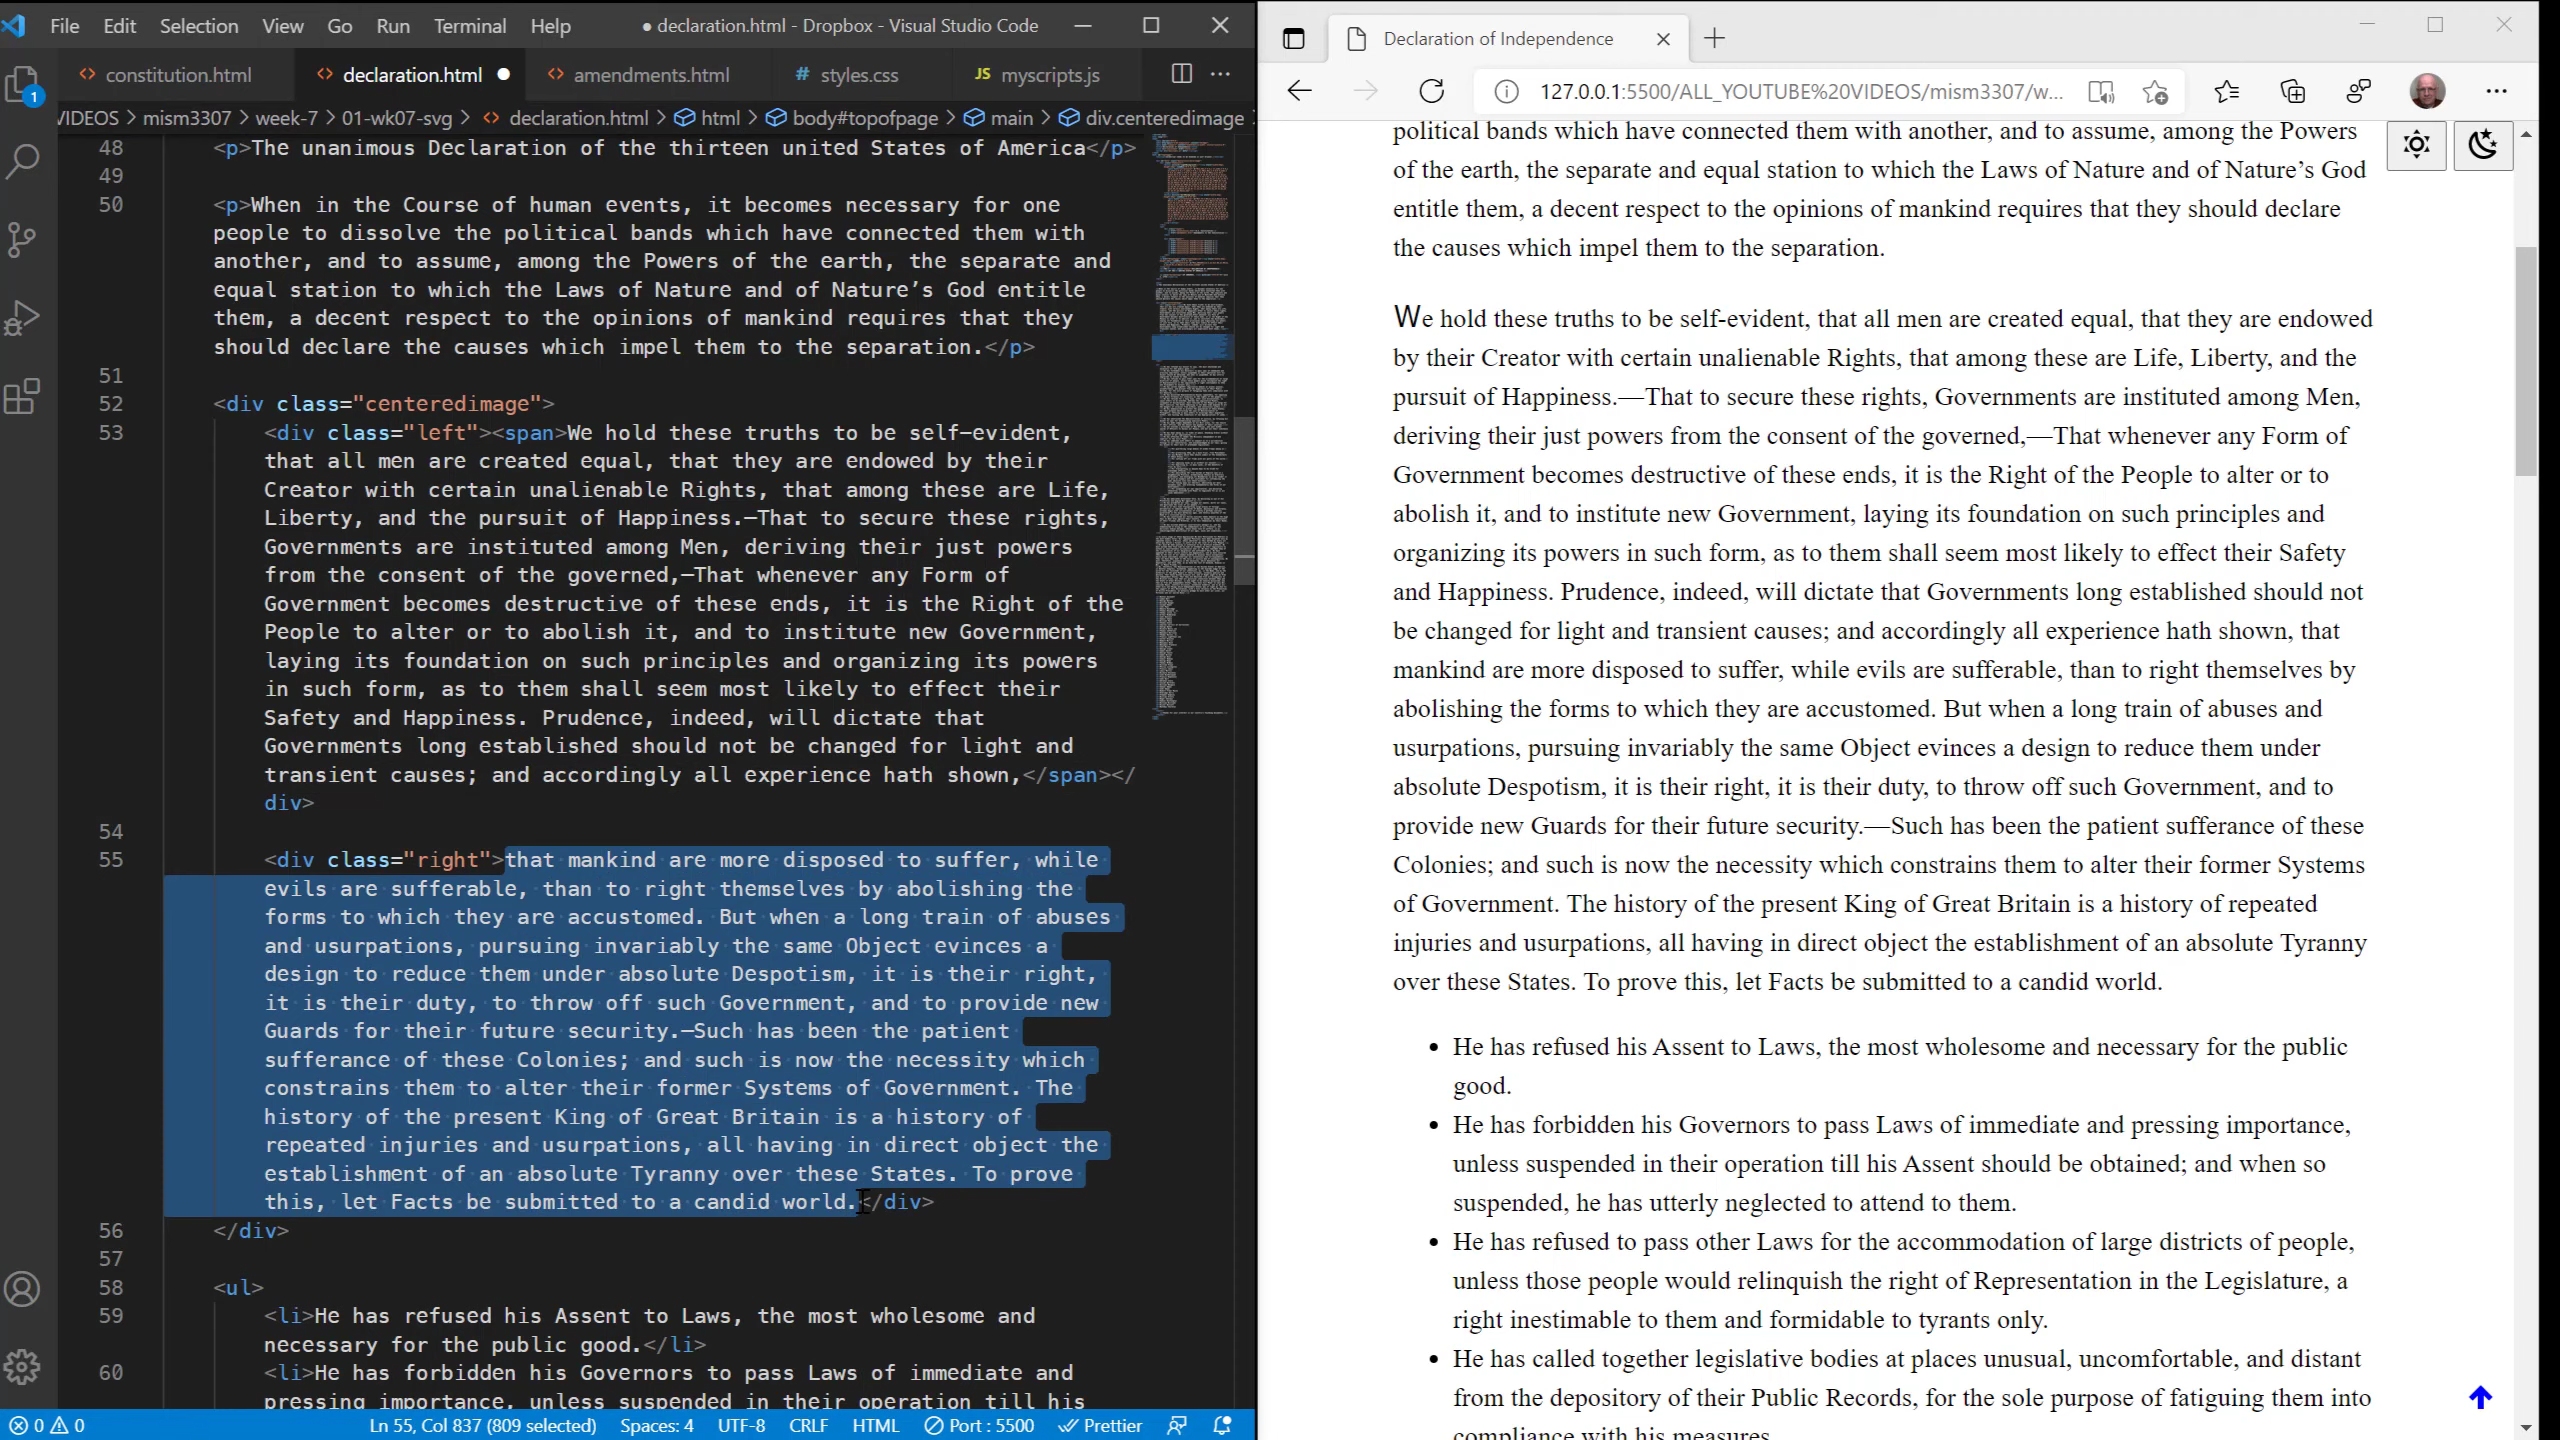 File Edit Selection View Go Run Terminal Help ● declaration.html - Dropbox - Visual Studio Code
constitution.html declaration.html amendments.html # styles.css JS myscripts.js
VIDEOS > mism3307 > week-7 > 01-wk07-svg > declaration.html > html > body#topofpage > main > div.centeredimage
1
48 <p>The unanimous Declaration of the thirteen united States of America</p>
49
50 <p>When in the Course of human events, it becomes necessary for one
people to dissolve the political bands which have connected them with
another, and to assume, among the Powers of the earth, the separate and
equal station to which the Laws of Nature and of Nature’s God entitle
them, a decent respect to the opinions of mankind requires that they
should declare the causes which impel them to the separation.</p>
51
52 <div class="centeredimage">
53 <div class="left"><span>We hold these truths to be self-evident,
that all men are created equal, that they are endowed by their
Creator with certain unalienable Rights, that among these are Life,
Liberty, and the pursuit of Happiness.—That to secure these rights,
Governments are instituted among Men, deriving their just powers
from the consent of the governed,—That whenever any Form of
Government becomes destructive of these ends, it is the Right of the
People to alter or to abolish it, and to institute new Government,
laying its foundation on such principles and organizing its powers
in such form, as to them shall seem most likely to effect their
Safety and Happiness. Prudence, indeed, will dictate that
Governments long established should not be changed for light and
transient causes; and accordingly all experience hath shown,</span></
div>
54
55 <div class="right">that mankind are more disposed to suffer, while
evils are sufferable, than to right themselves by abolishing the
forms to which they are accustomed. But when a long train of abuses
and usurpations, pursuing invariably the same Object evinces a
design to reduce them under absolute Despotism, it is their right,
it is their duty, to throw off such Government, and to provide new
Guards for their future security.—Such has been the patient
sufferance of these Colonies; and such is now the necessity which
constrains them to alter their former Systems of Government. The
history of the present King of Great Britain is a history of
repeated injuries and usurpations, all having in direct object the
establishment of an absolute Tyranny over these States. To prove
this, let Facts be submitted to a candid world.</div>
56 </div>
57
58 <ul>
59 <li>He has refused his Assent to Laws, the most wholesome and
necessary for the public good.</li>
60 <li>He has forbidden his Governors to pass Laws of immediate and
pressing importance, unless suspended in their operation till his
0 0 Ln 55, Col 837 (809 selected) Spaces: 4 UTF-8 CRLF HTML Port : 5500 Prettier
Declaration of Independence
127.0.0.1:5500/ALL_YOUTUBE%20VIDEOS/mism3307/w...
political bands which have connected them with another, and to assume, among the Powers
of the earth, the separate and equal station to which the Laws of Nature and of Nature’s God
entitle them, a decent respect to the opinions of mankind requires that they should declare
the causes which impel them to the separation.
We hold these truths to be self-evident, that all men are created equal, that they are endowed
by their Creator with certain unalienable Rights, that among these are Life, Liberty, and the
pursuit of Happiness.—That to secure these rights, Governments are instituted among Men,
deriving their just powers from the consent of the governed,—That whenever any Form of
Government becomes destructive of these ends, it is the Right of the People to alter or to
abolish it, and to institute new Government, laying its foundation on such principles and
organizing its powers in such form, as to them shall seem most likely to effect their Safety
and Happiness. Prudence, indeed, will dictate that Governments long established should not
be changed for light and transient causes; and accordingly all experience hath shown, that
mankind are more disposed to suffer, while evils are sufferable, than to right themselves by
abolishing the forms to which they are accustomed. But when a long train of abuses and
usurpations, pursuing invariably the same Object evinces a design to reduce them under
absolute Despotism, it is their right, it is their duty, to throw off such Government, and to
provide new Guards for their future security.—Such has been the patient sufferance of these
Colonies; and such is now the necessity which constrains them to alter their former Systems
of Government. The history of the present King of Great Britain is a history of repeated
injuries and usurpations, all having in direct object the establishment of an absolute Tyranny
over these States. To prove this, let Facts be submitted to a candid world.
• He has refused his Assent to Laws, the most wholesome and necessary for the public
good.
• He has forbidden his Governors to pass Laws of immediate and pressing importance,
unless suspended in their operation till his Assent should be obtained; and when so
suspended, he has utterly neglected to attend to them.
• He has refused to pass other Laws for the accommodation of large districts of people,
unless those people would relinquish the right of Representation in the Legislature, a
right inestimable to them and formidable to tyrants only.
• He has called together legislative bodies at places unusual, uncomfortable, and distant
from the depository of their Public Records, for the sole purpose of fatiguing them into
compliance with his measures.